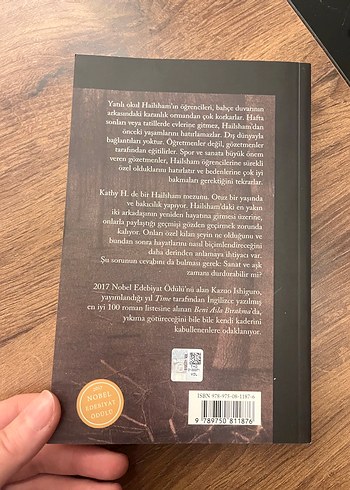 Yatılı okul Hailsham'ın öğrencileri, bahçe duvarının
arkasındaki karanlık ormandan çok korkarlar. Hafta
sonları veya tatillerde evlerine gitmez, Hailsham'dan
önceki yaşamlarını hatırlamazlar. Dış dünyayla
bağlantıları yoktur. Öğretmenler değil, gözetmenler
tarafından eğitilirler. Spor ve sanata büyük önem
veren gözetmenler, Hailsham öğrencilerine sürekli
özel olduklarını hatırlatır ve bedenlerine çok iyi
bakmaları gerektiğini tekrarlar.
Kathy H. de bir Hailsham mezunu. Otuz bir yaşında
ve bakıcılık yapıyor. Hailsham'daki en yakın
iki arkadaşının yeniden hayatına girmesi üzerine,
onlarla paylaştığı geçmişi gözden geçirmek zorunda
kalıyor. Onları özel kılan şeyin ne olduğunu ve
bundan sonra hayatlarını nasıl biçimlendireceğini
daha derinden anlamaya ihtiyacı var.
Şu sorunun cevabını da bulması gerek: Sanat ve aşk
zamanı durdurabilir mi?
2017 Nobel Edebiyat Ödülü'nü alan Kazuo Ishiguro,
yayımlandığı yıl Time tarafından İngilizce yazılmış
en iyi 100 roman listesine alınan Beni Asla Bırakma'da,
yıkıma götüreceğini bile bile kendi kaderini
kabullenenlere odaklanıyor.
2017
NOBEL
EDEBİYAT
ÖDÜLÜ
ISBN 978-975-08-1187-6
9 789750 811876